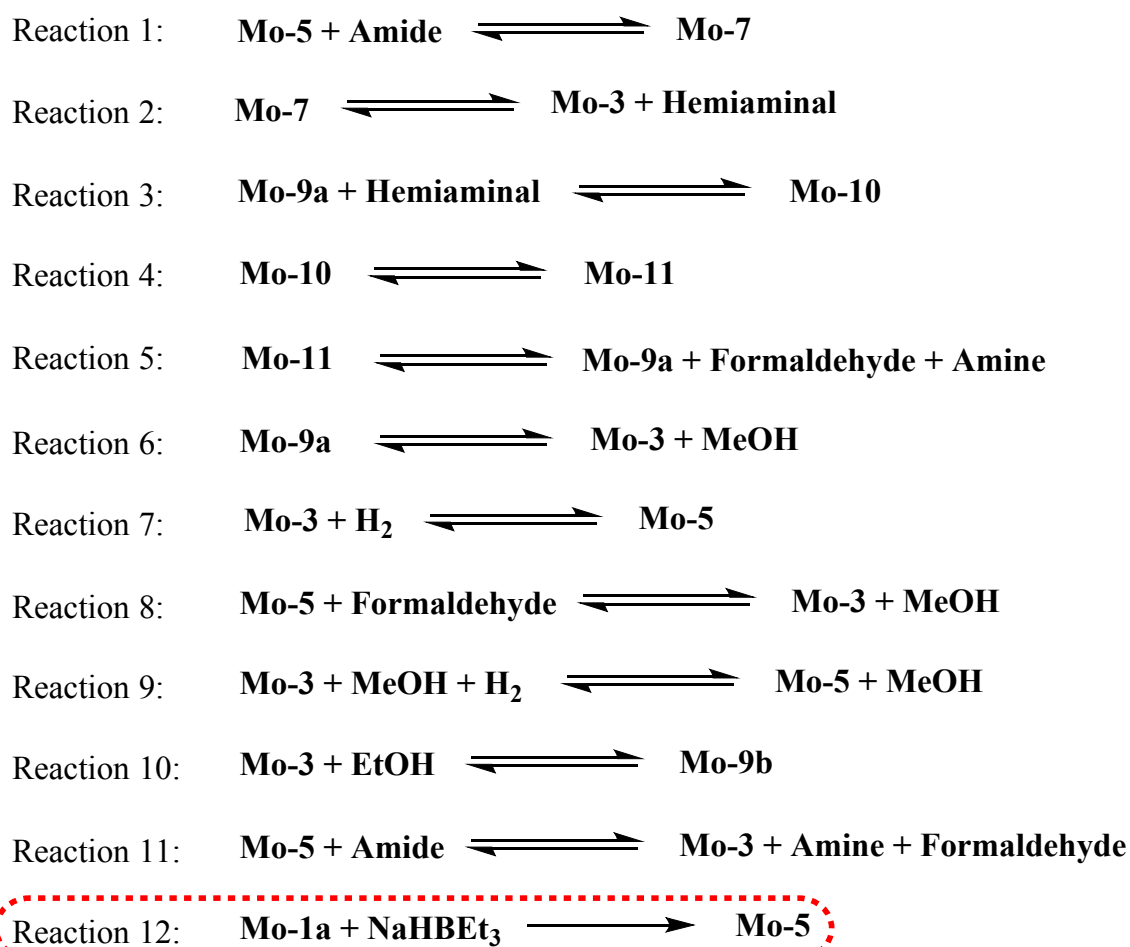 Reaction 1: Mo-5 + Amide ⇌ Mo-7
Reaction 2: Mo-7 ⇌ Mo-3 + Hemiaminal
Reaction 3: Mo-9a + Hemiaminal ⇌ Mo-10
Reaction 4: Mo-10 ⇌ Mo-11
Reaction 5: Mo-11 ⇌ Mo-9a + Formaldehyde + Amine
Reaction 6: Mo-9a ⇌ Mo-3 + MeOH
Reaction 7: Mo-3 + H₂ ⇌ Mo-5
Reaction 8: Mo-5 + Formaldehyde ⇌ Mo-3 + MeOH
Reaction 9: Mo-3 + MeOH + H₂ ⇌ Mo-5 + MeOH
Reaction 10: Mo-3 + EtOH ⇌ Mo-9b
Reaction 11: Mo-5 + Amide ⇌ Mo-3 + Amine + Formaldehyde
Reaction 12: Mo-1a + NaHBEt₃ → Mo-5